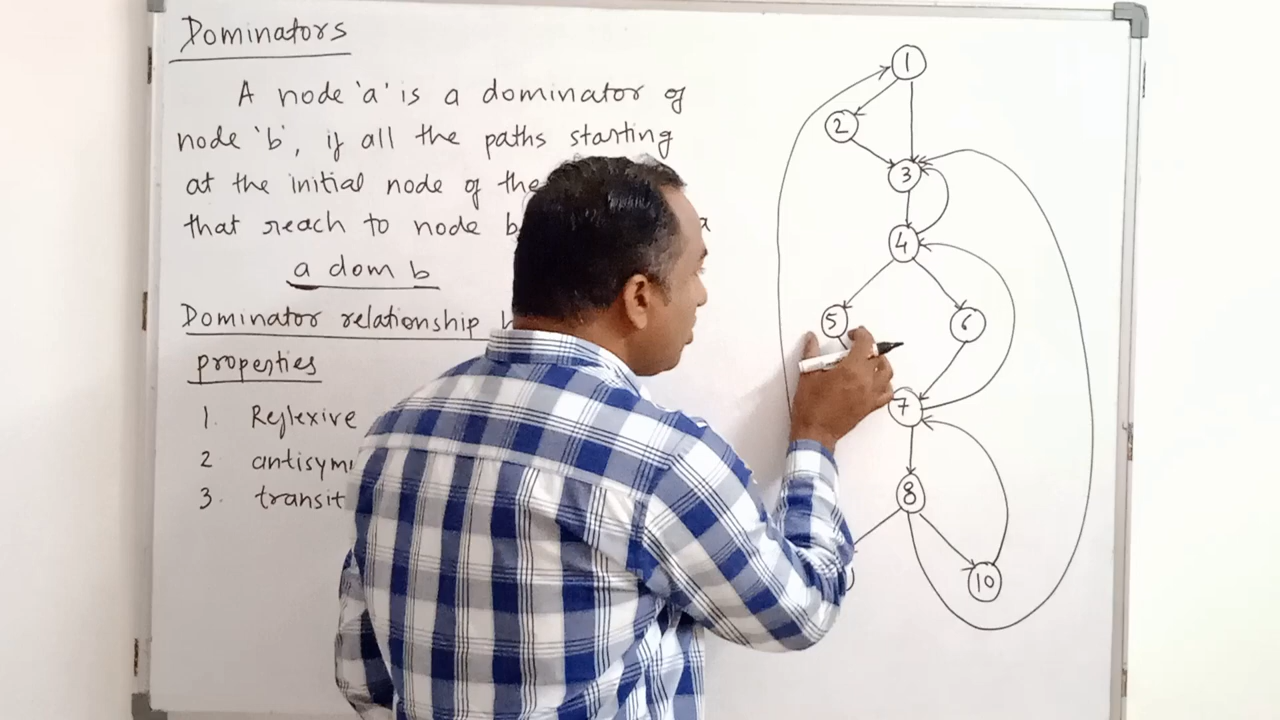 Dominators
A node 'a' is a dominator of
node 'b', if all the paths starting
at the initial node of the
that reach to node b a
a dom b
Dominator relationship
properties
1. Reflexive
2 antisym
3. transit
1
2
3
4
5
6
7
8
10